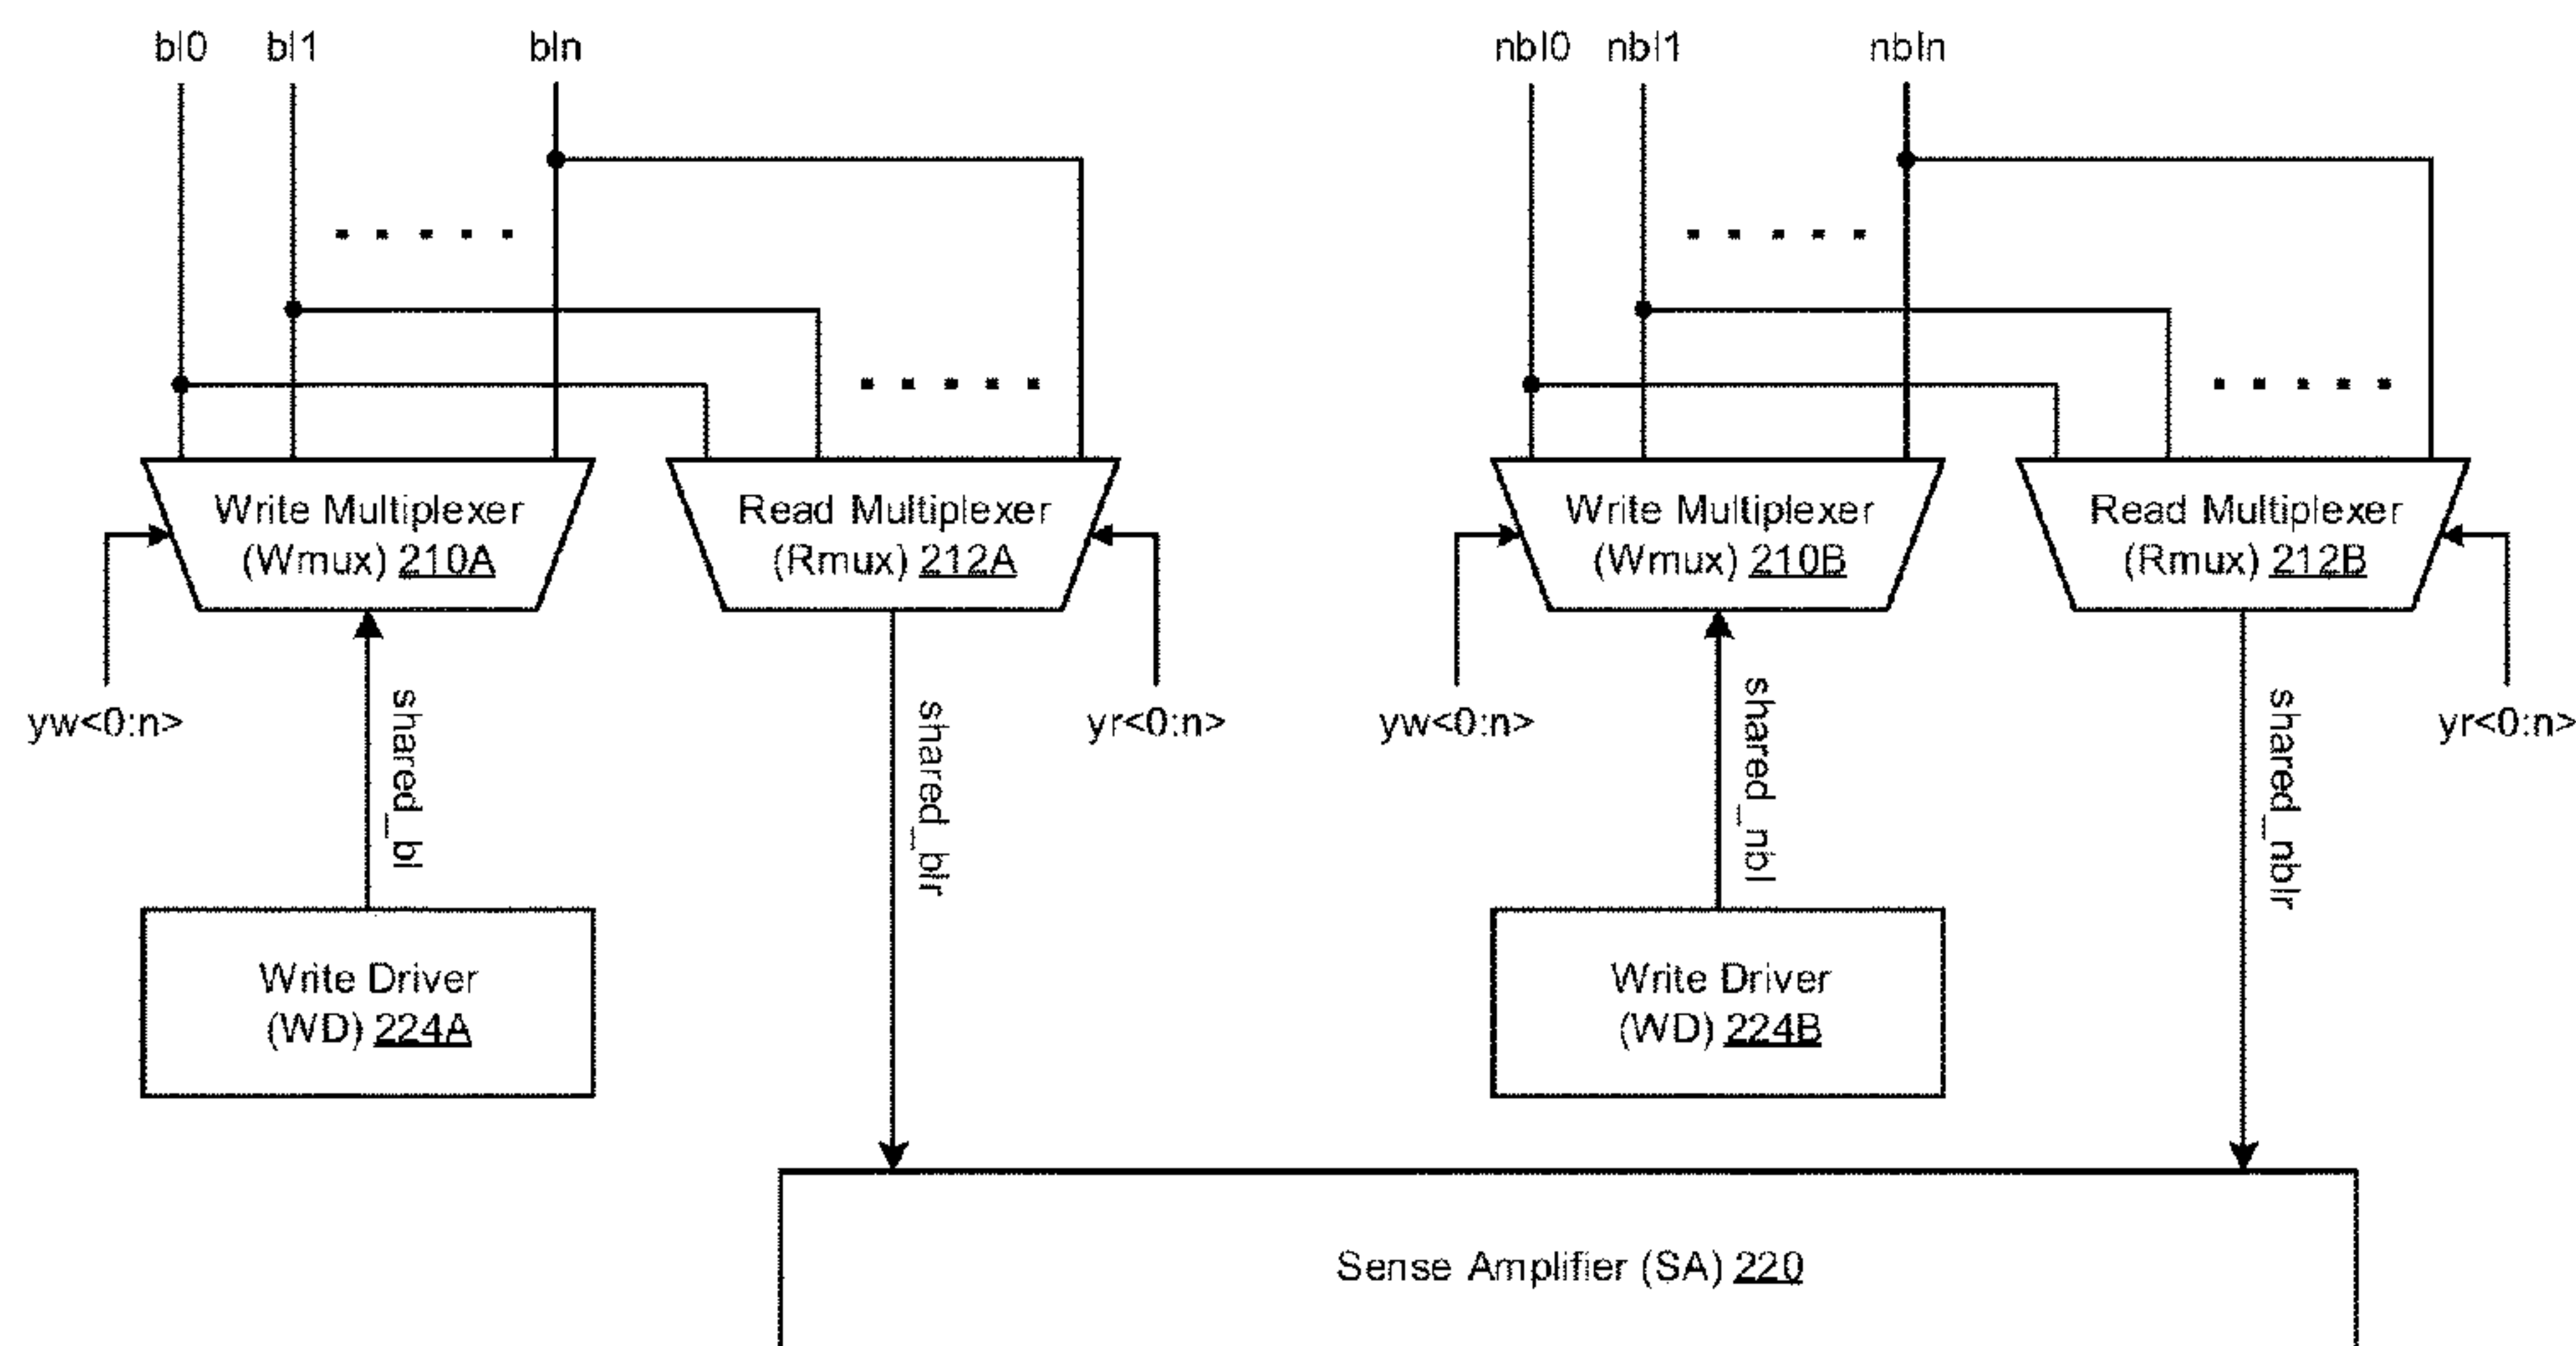 bl0 bl1 bln nbl0 nbl1 nbln
Write Multiplexer
(Wmux) 210A
Read Multiplexer
(Rmux) 212A
Write Multiplexer
(Wmux) 210B
Read Multiplexer
(Rmux) 212B
yw<0:n>
shared_bl
shared_blr
yr<0:n>
yw<0:n>
shared_nbl
shared_nblr
yr<0:n>
Write Driver
(WD) 224A
Write Driver
(WD) 224B
Sense Amplifier (SA) 220